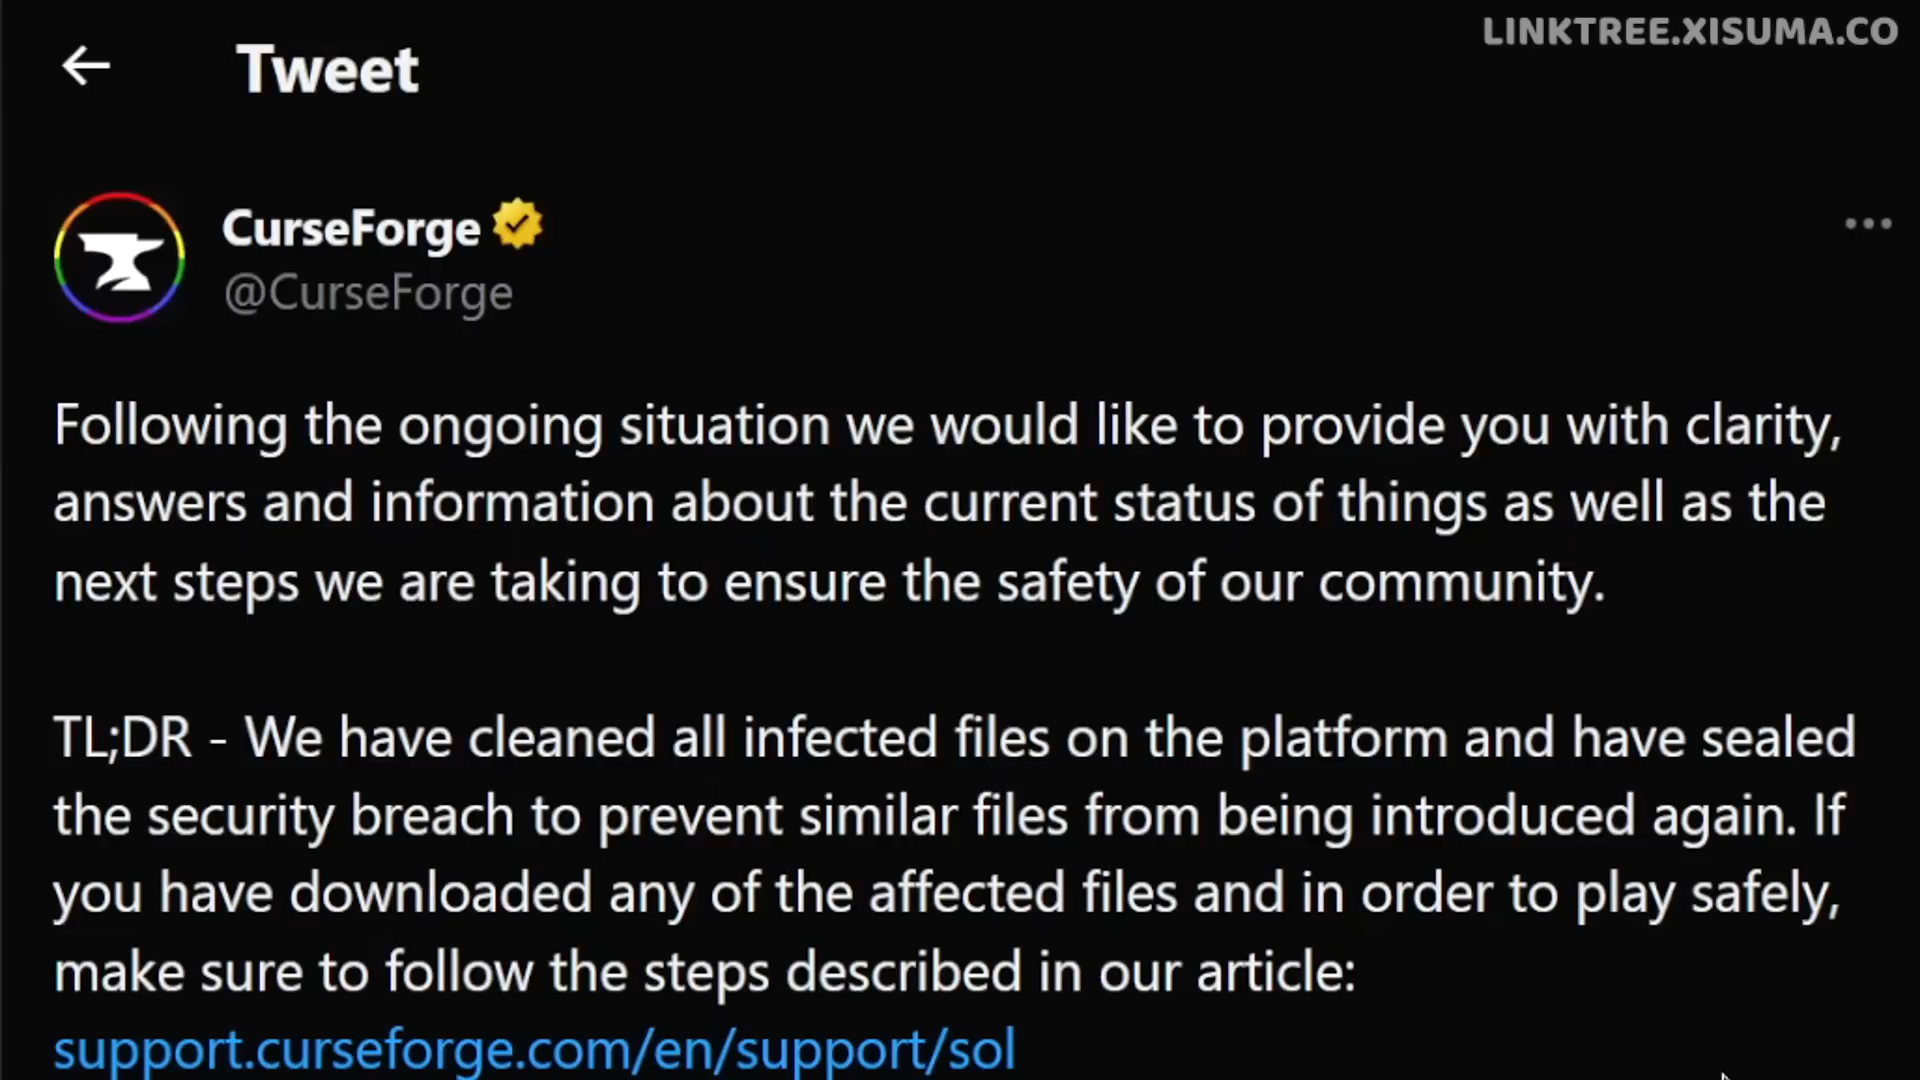 LINKTREE.XISUMA.CO
Tweet
CurseForge
@CurseForge
Following the ongoing situation we would like to provide you with clarity,
answers and information about the current status of things as well as the
next steps we are taking to ensure the safety of our community.
TL;DR - We have cleaned all infected files on the platform and have sealed
the security breach to prevent similar files from being introduced again. If
you have downloaded any of the affected files and in order to play safely,
make sure to follow the steps described in our article:
support.curseforge.com/en/support/sol